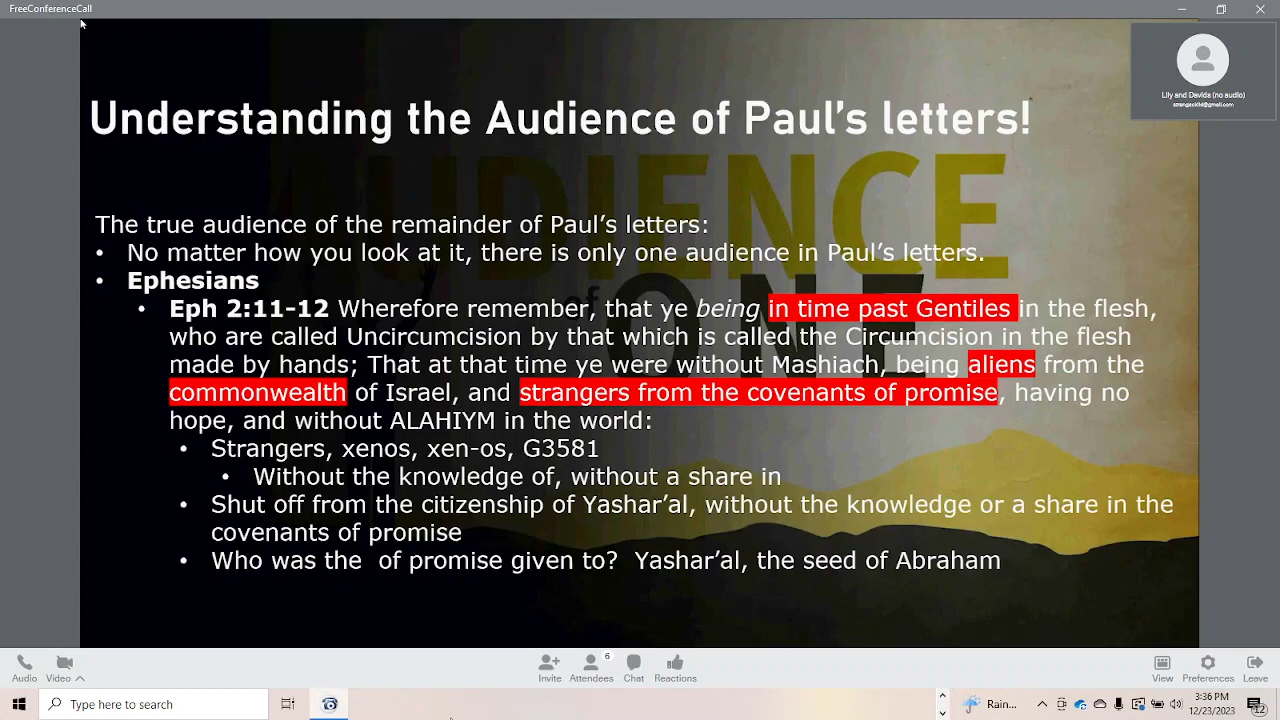 FreeConferenceCall
Lily and Devids (no audio)
Understanding the Audience of Paul's letters!
AUDIENCE
of
ONE
The true audience of the remainder of Paul's letters:
• No matter how you look at it, there is only one audience in Paul's letters.
• Ephesians
• Eph 2:11-12 Wherefore remember, that ye being in time past Gentiles in the flesh,
who are called Uncircumcision by that which is called the Circumcision in the flesh
made by hands; That at that time ye were without Mashiach, being aliens from the
commonwealth of Israel, and strangers from the covenants of promise, having no
hope, and without ALAHIYM in the world:
• Strangers, xenos, xen-os, G3581
• Without the knowledge of, without a share in
• Shut off from the citizenship of Yashar'al, without the knowledge or a share in the
covenants of promise
• Who was the  of promise given to?  Yashar'al, the seed of Abraham
Audio
Video
Invite
6
Attendees
Chat
Reactions
View
Preferences
Leave
Type here to search
Rain...
3:36 PM
12/23/2023
12